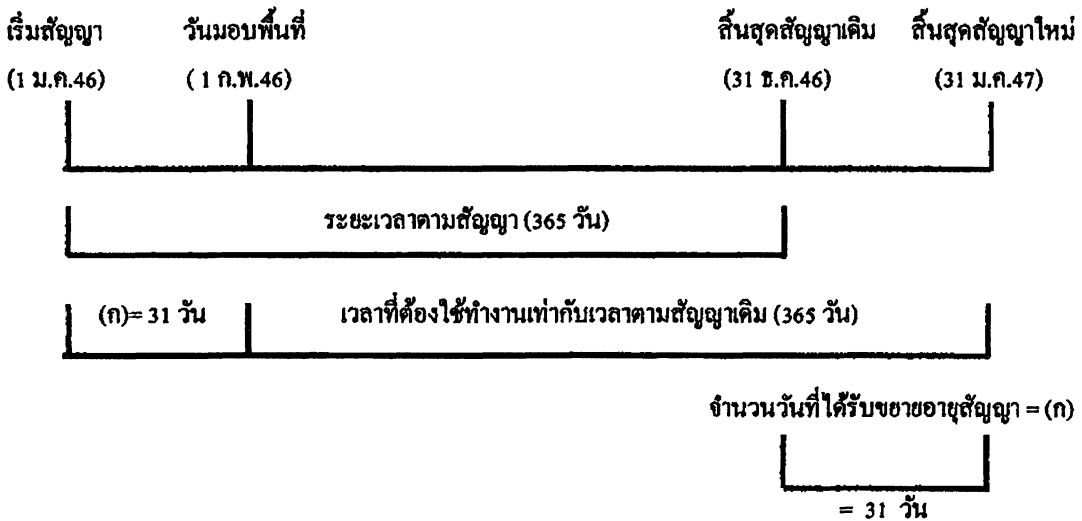 เริ่มสัญญา วันมอบพื้นที่ สิ้นสุดสัญญาเดิม สิ้นสุดสัญญาใหม่
(1 ม.ค.46) ( 1 ก.พ.46) (31 ธ.ค.46) (31 ม.ค.47)
ระยะเวลาตามสัญญา (365 วัน)
(ก)= 31 วัน เวลาที่ต้องใช้ทำงานเท่ากับเวลาตามสัญญาเดิม (365 วัน)
จำนวนวันที่ได้รับขยายอายุสัญญา = (ก)
= 31 วัน